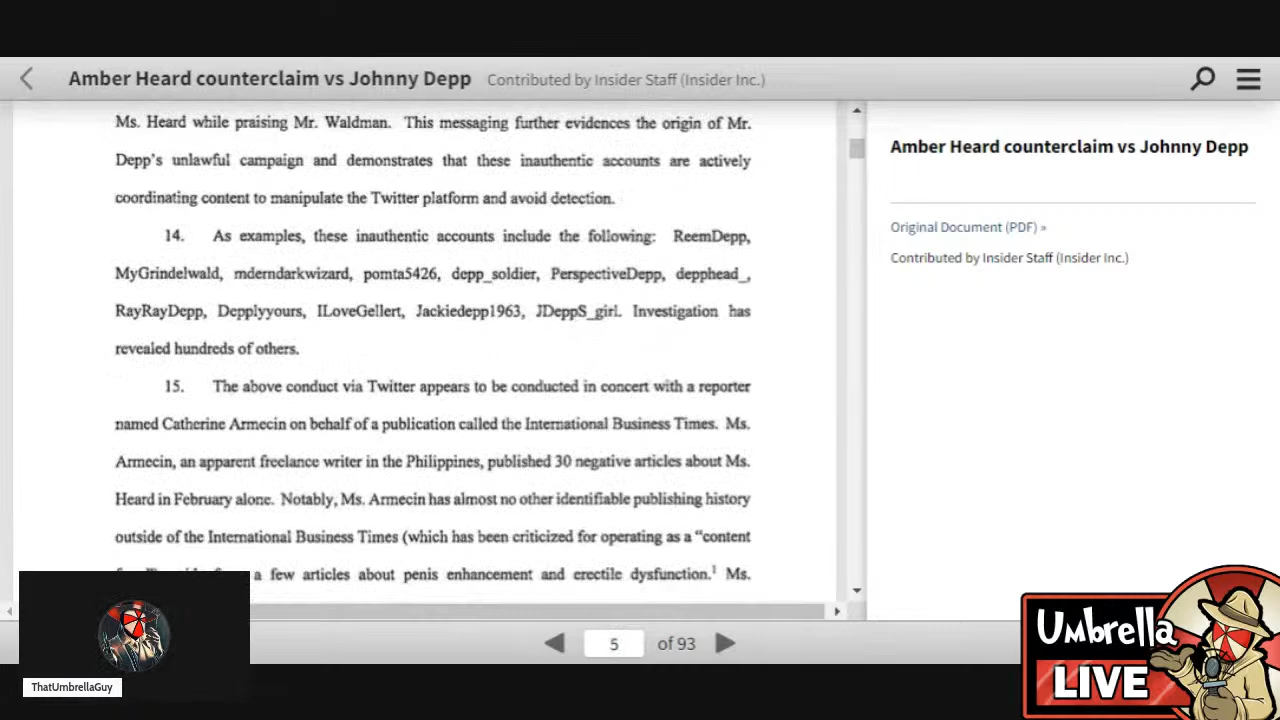 Amber Heard counterclaim vs Johnny Depp Contributed by Insider Staff (Insider Inc.)
Ms. Heard while praising Mr. Waldman. This messaging further evidences the origin of Mr.
Depp's unlawful campaign and demonstrates that these inauthentic accounts are actively
coordinating content to manipulate the Twitter platform and avoid detection.
14. As examples, these inauthentic accounts include the following: ReemDepp,
MyGrindelwald, mderndarkwizard, pomta5426, depp_soldier, PerspectiveDepp, depphead_,
RayRayDepp, Depplyyours, ILoveGellert, Jackiedepp1963, JDeppS_girl. Investigation has
revealed hundreds of others.
15. The above conduct via Twitter appears to be conducted in concert with a reporter
named Catherine Armecin on behalf of a publication called the International Business Times. Ms.
Armecin, an apparent freelance writer in the Philippines, published 30 negative articles about Ms.
Heard in February alone. Notably, Ms. Armecin has almost no other identifiable publishing history
outside of the International Business Times (which has been criticized for operating as a "content
a few articles about penis enhancement and erectile dysfunction.1 Ms.
Amber Heard counterclaim vs Johnny Depp
Original Document (PDF) »
Contributed by Insider Staff (Insider Inc.)
5 of 93
ThatUmbrellaGuy
Umbrella
LIVE